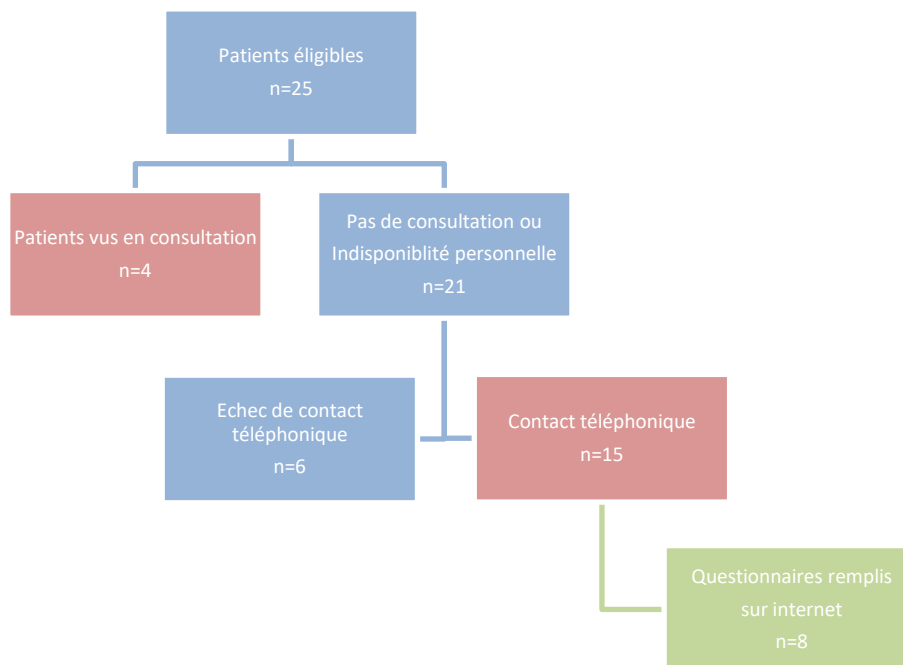 Patients éligibles
n=25
Patients vus en consultation
n=4
Pas de consultation ou
Indisponiblité personnelle
n=21
Echec de contact
téléphonique
n=6
Contact téléphonique
n=15
Questionnaires remplis
sur internet
n=8